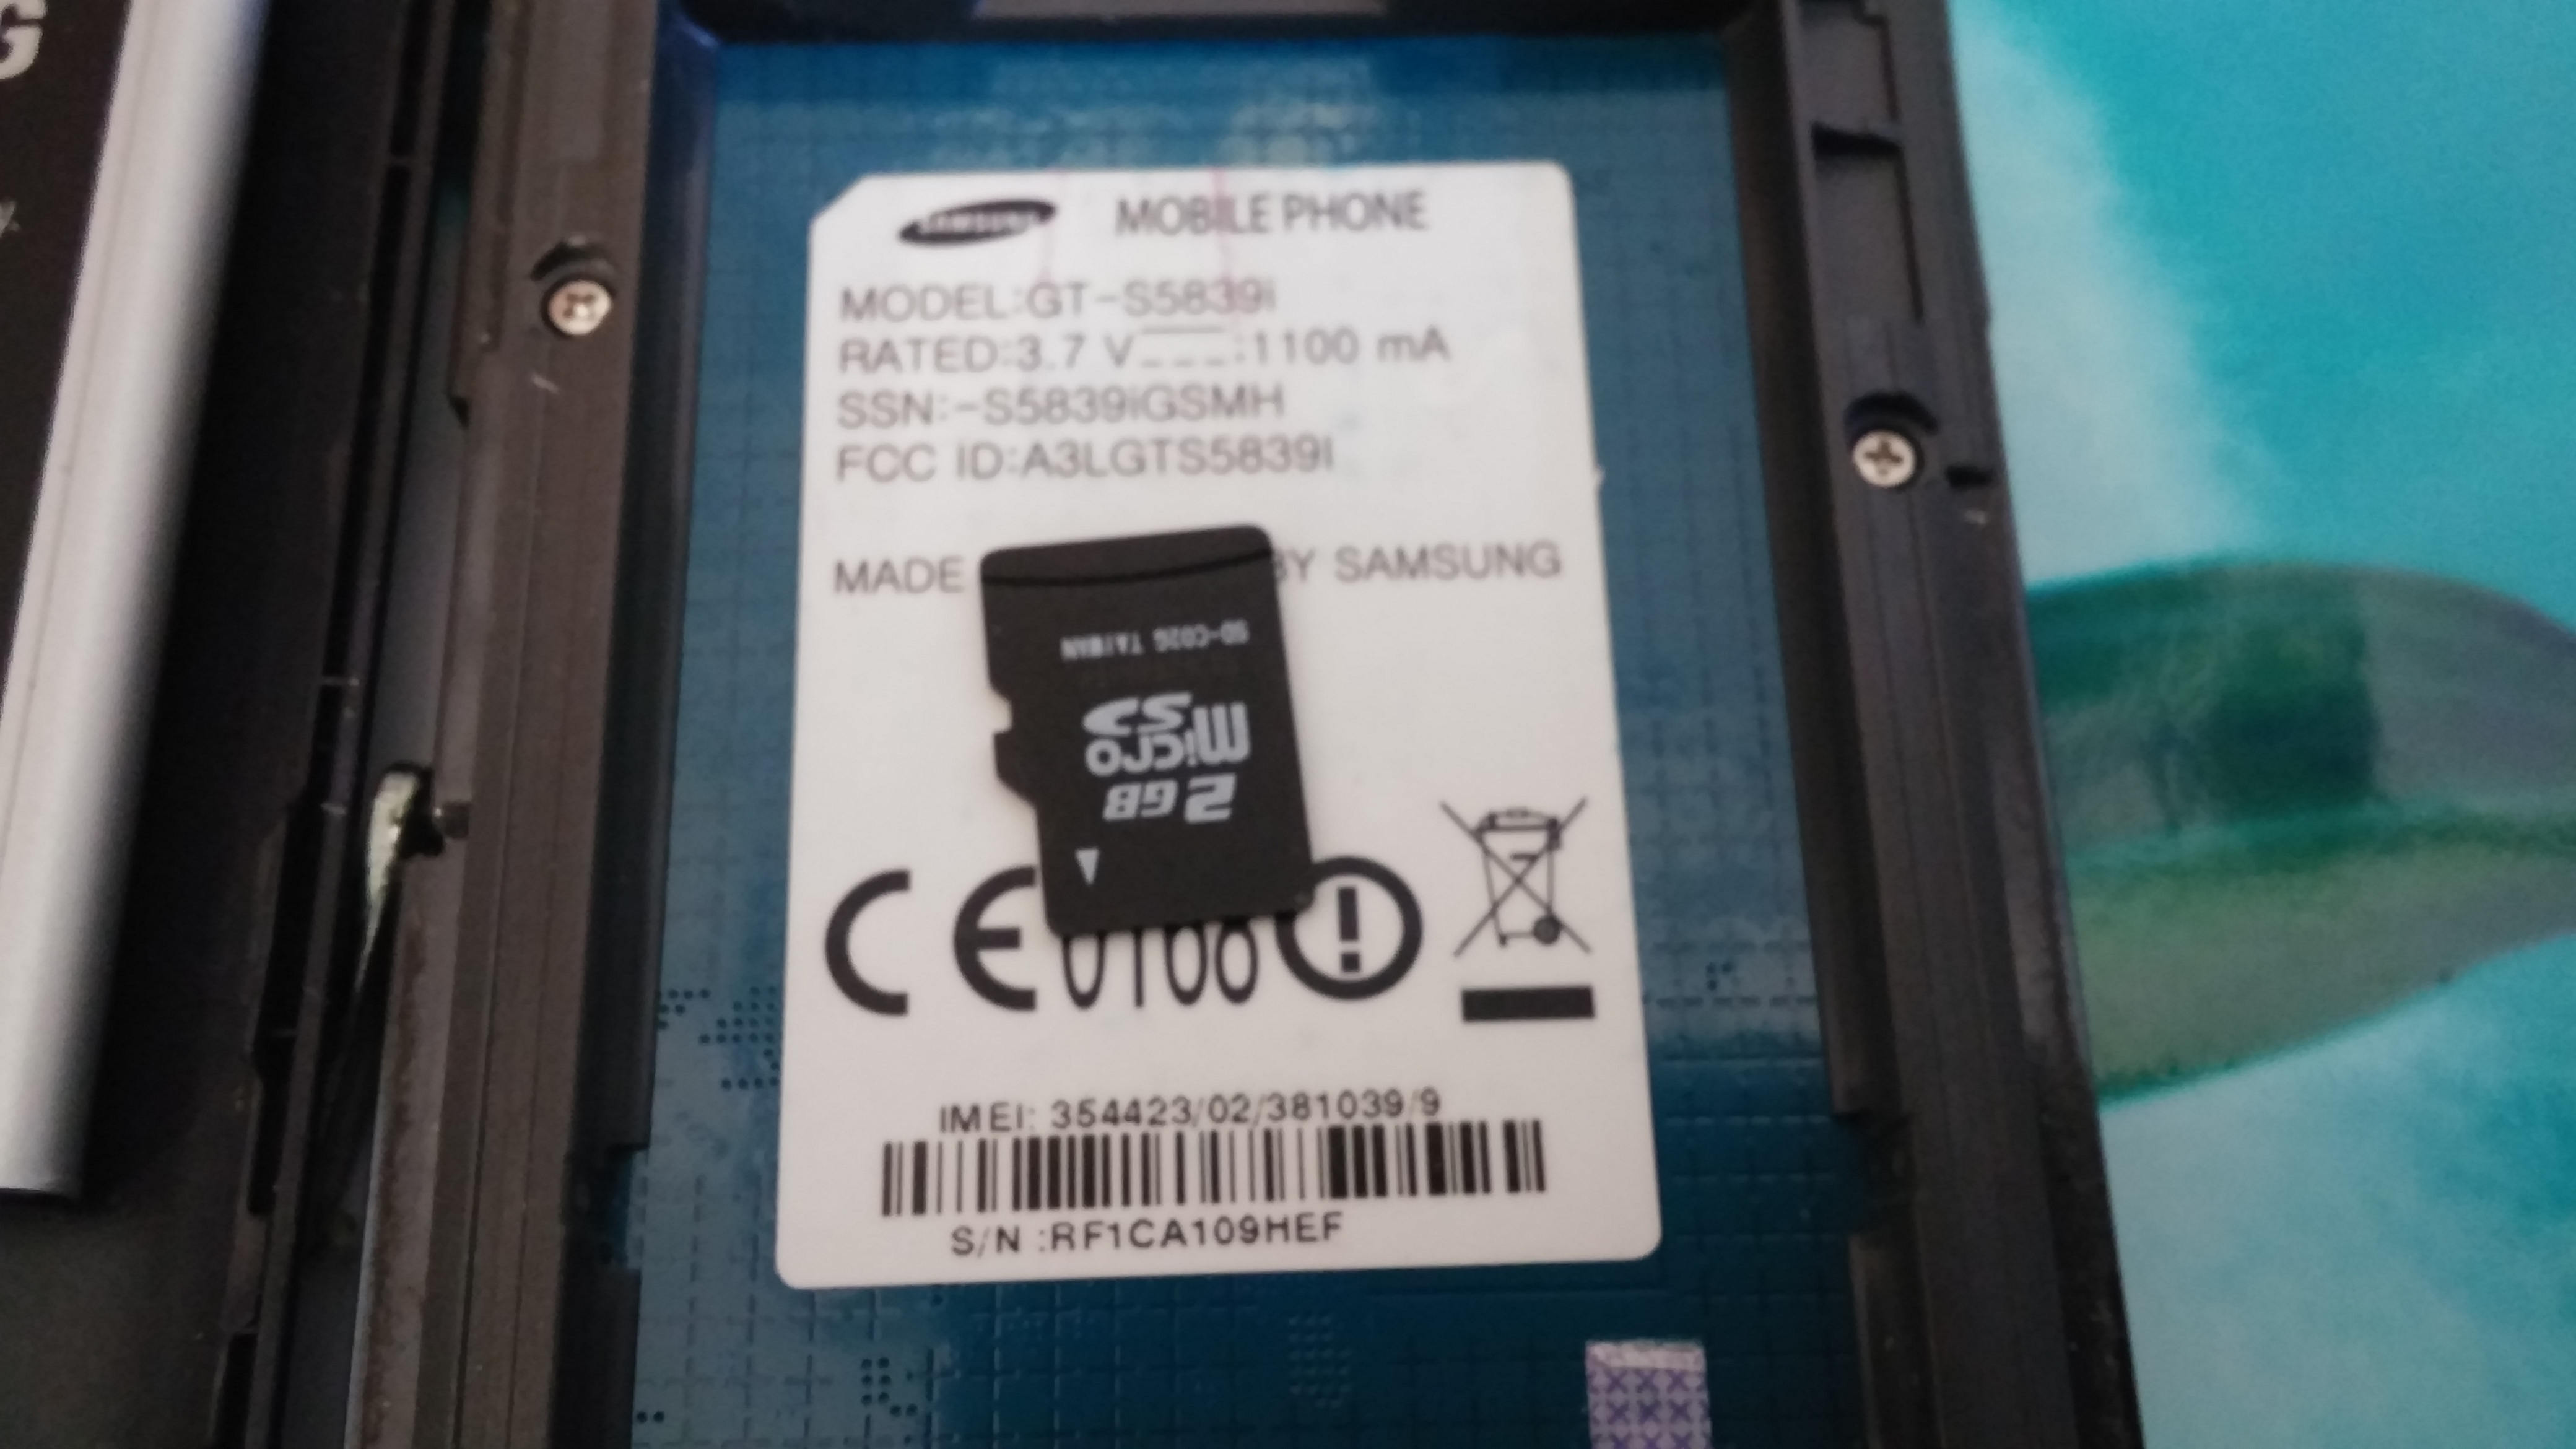 G
SAMSUNG MOBILE PHONE
MODEL:GT-S5839i
RATED:3.7 V:1100 mA
SSN:-S5839iGSMH
FCC ID:A3LGTS5839I
MADE BY SAMSUNG
SD-C02G TAIWAN
Micro
SD
2 GB
CE 0168
IMEI: 354423/02/381039/9
S/N :RF1CA109HEF